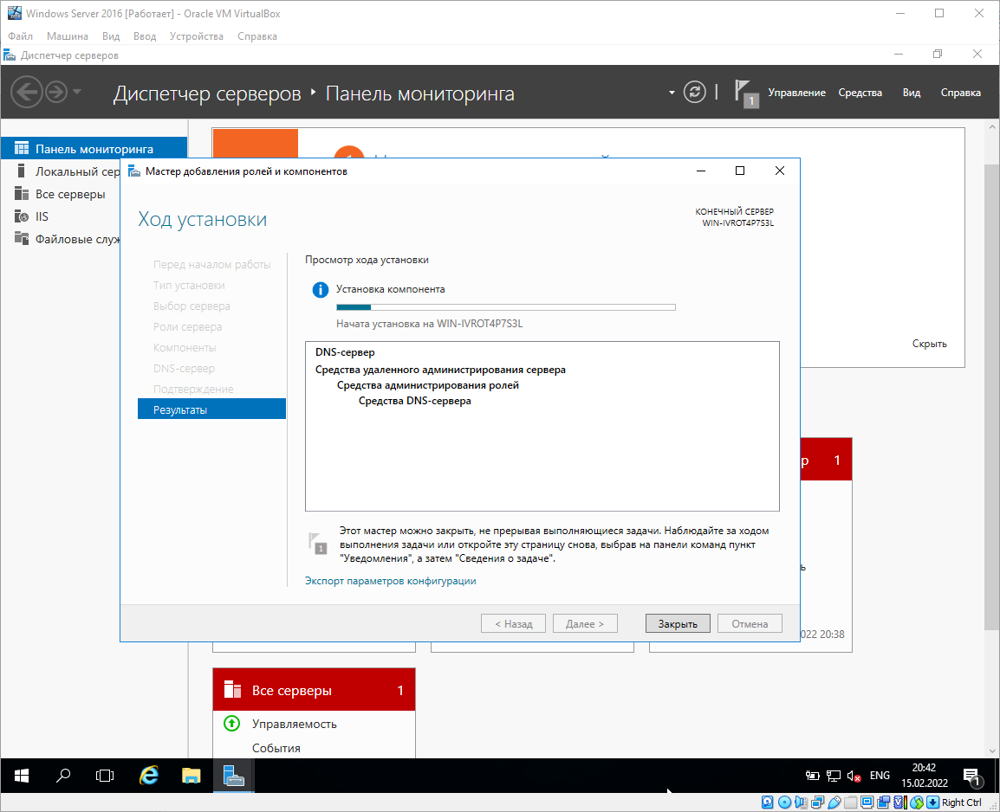 Windows Server 2016 [Работает] - Oracle VM VirtualBox
Файл Машина Вид Ввод Устройства Справка
Диспетчер серверов
Диспетчер серверов Панель мониторинга
1 Управление Средства Вид Справка
Панель мониторинга
Локальный сер
Все серверы
IIS
Файловые служ
Мастер добавления ролей и компонентов
Ход установки
КОНЕЧНЫЙ СЕРВЕР
WIN-IVROT4P7S3L
Перед началом работы
Тип установки
Выбор сервера
Роли сервера
Компоненты
DNS-сервер
Подтверждение
Результаты
Просмотр хода установки
Установка компонента
Начата установка на WIN-IVROT4P7S3L
DNS-сервер
Средства удаленного администрирования сервера
Средства администрирования ролей
Средства DNS-сервера
Этот мастер можно закрыть, не прерывая выполняющиеся задачи. Наблюдайте за ходом
выполнения задачи или откройте эту страницу снова, выбрав на панели команд пункт
"Уведомления", а затем "Сведения о задаче".
1
Экспорт параметров конфигурации
< Назад Далее > Закрыть Отмена
Скрыть
р 1
ь
022 20:38
Все серверы 1
Управляемость
События
ENG
20:42
15.02.2022
1
Right Ctrl